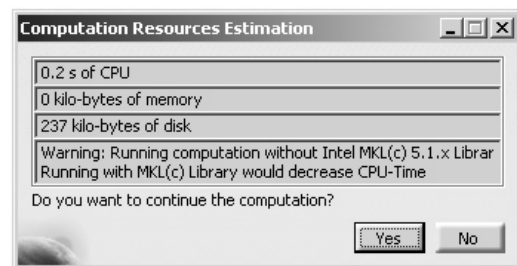 Computation Resources Estimation
0.2 s of CPU
0 kilo-bytes of memory
237 kilo-bytes of disk
Warning: Running computation without Intel MKL(c) 5.1.x Librar
Running with MKL(c) Library would decrease CPU-Time
Do you want to continue the computation?
Yes No